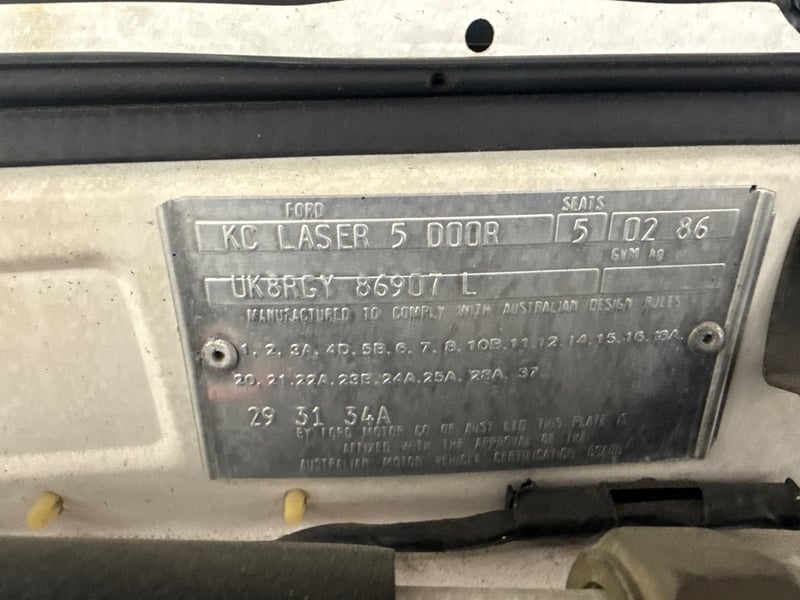 FORD SEATS
KC LASER 5 DOOR 5 02 86
GVM kg
UK8RGY 86907 L
MANUFACTURED TO COMPLY WITH AUSTRALIAN DESIGN RULES
1, 2, 3A, 4D, 5B, 6, 7, 8, 10B, 11, 12, 14, 15, 16, 18A,
20, 21, 22A, 23B, 24A, 25A, 28A, 37
29 31 34A
BY FORD MOTOR CO OF AUST LTD THIS PLATE IS
AFFIXED WITH THE APPROVAL OF THE
AUSTRALIAN MOTOR VEHICLE CERTIFICATION BOARD